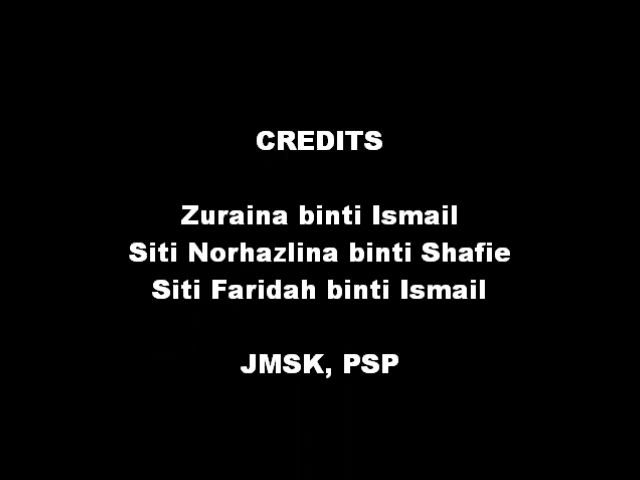 CREDITS
Zuraina binti Ismail
Siti Norhazlina binti Shafie
Siti Faridah binti Ismail
JMSK, PSP